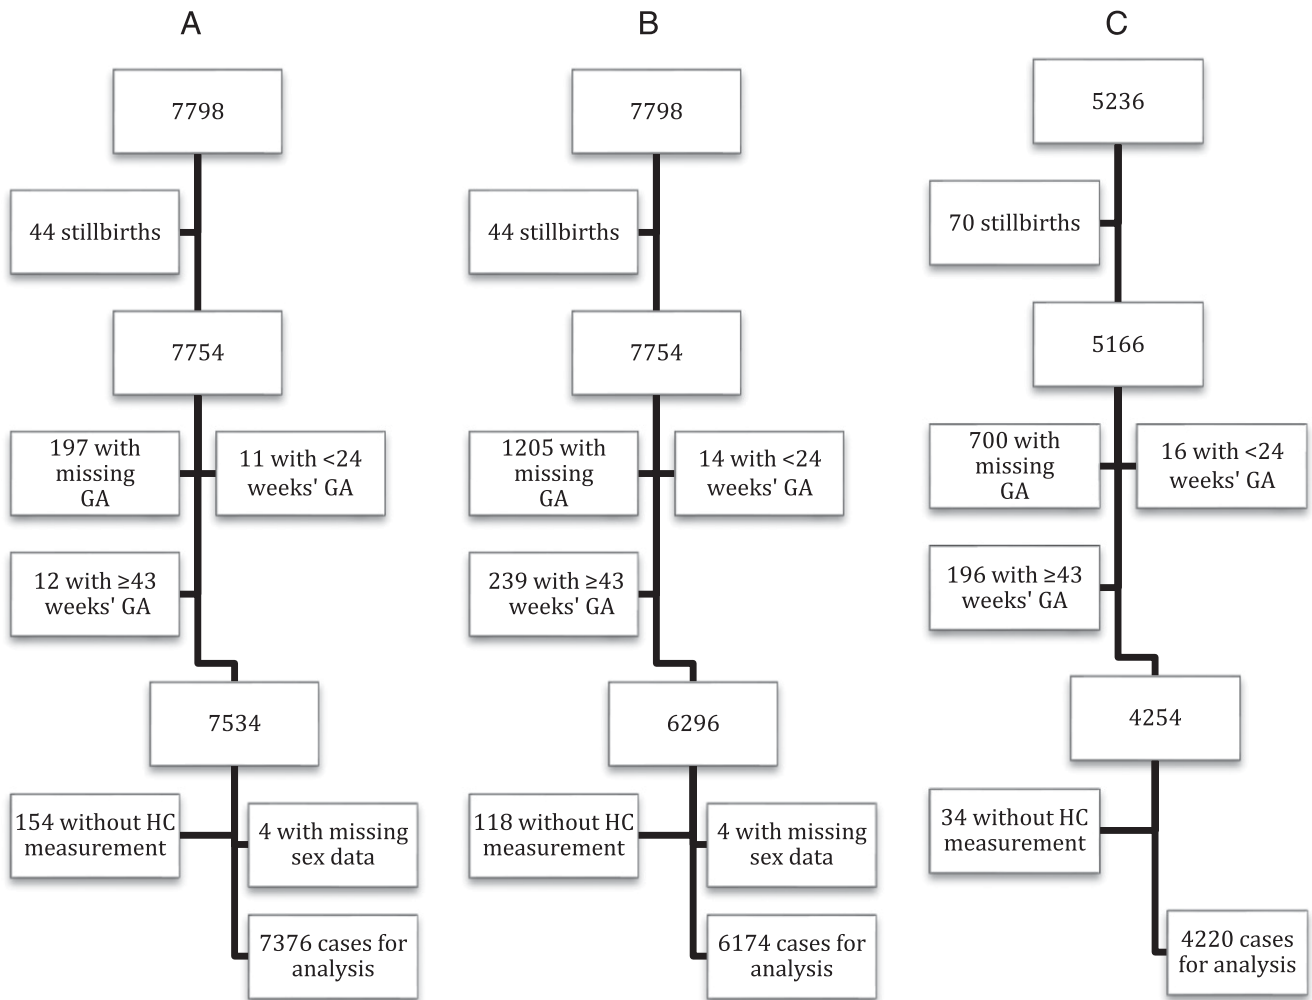 A
7798
44 stillbirths
7754
197 with
missing
GA
11 with <24
weeks' GA
12 with ≥43
weeks' GA
7534
154 without HC
measurement
4 with missing
sex data
7376 cases for
analysis
B
7798
44 stillbirths
7754
1205 with
missing
GA
14 with <24
weeks' GA
239 with ≥43
weeks' GA
6296
118 without HC
measurement
4 with missing
sex data
6174 cases for
analysis
C
5236
70 stillbirths
5166
700 with
missing
GA
16 with <24
weeks' GA
196 with ≥43
weeks' GA
4254
34 without HC
measurement
4220 cases
for analysis